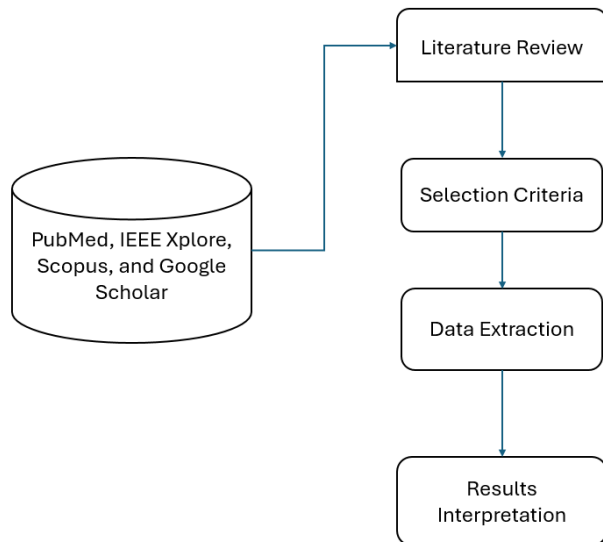 Literature Review
PubMed, IEEE Xplore,
Scopus, and Google
Scholar
Selection Criteria
Data Extraction
Results
Interpretation